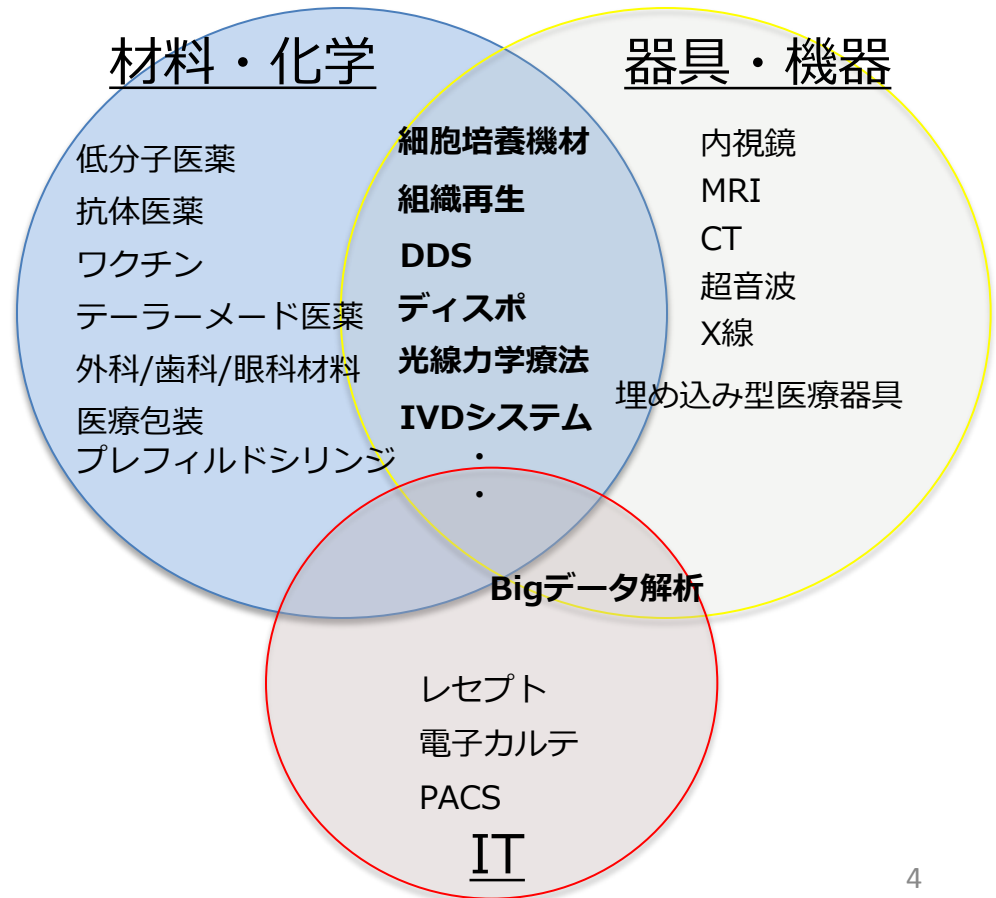 材料・化学
器具・機器
低分子医薬
抗体医薬
ワクチン
テーラーメード医薬
外科/歯科/眼科材料
医療包装
プレフィルドシリンジ
細胞培養機材
組織再生
DDS
ディスポ
光線力学療法
IVDシステム
・
・
内視鏡
MRI
CT
超音波
X線
埋め込み型医療器具
Bigデータ解析
レセプト
電子カルテ
PACS
IT
4